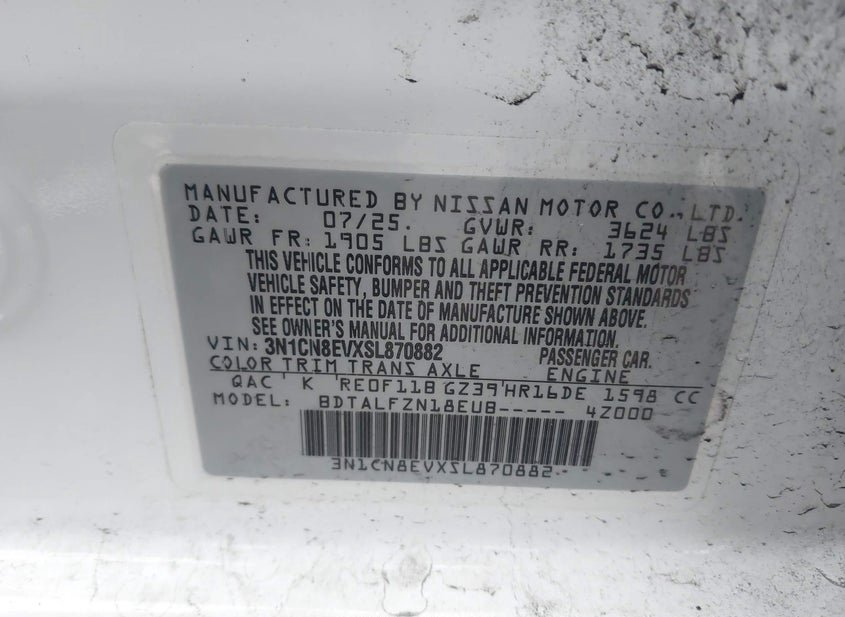 MANUFACTURED BY NISSAN MOTOR CO., LTD.
DATE: 07/25. GVWR: 3624 LBS
GAWR FR: 1905 LBS GAWR RR: 1735 LBS
THIS VEHICLE CONFORMS TO ALL APPLICABLE FEDERAL MOTOR
VEHICLE SAFETY, BUMPER AND THEFT PREVENTION STANDARDS
IN EFFECT ON THE DATE OF MANUFACTURE SHOWN ABOVE.
SEE OWNER'S MANUAL FOR ADDITIONAL INFORMATION.
VIN: 3N1CN8EVXSL870882 PASSENGER CAR.
COLOR TRIM TRANS AXLE ENGINE
QAC K RE0F11B GZ39 HR16DE 1598 CC
MODEL: BDTALFZN18EUB----- 4Z000
3N1CN8EVXSL870882